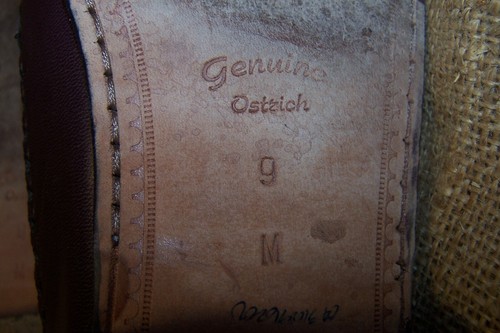 Genuine
Ostrich
9
M